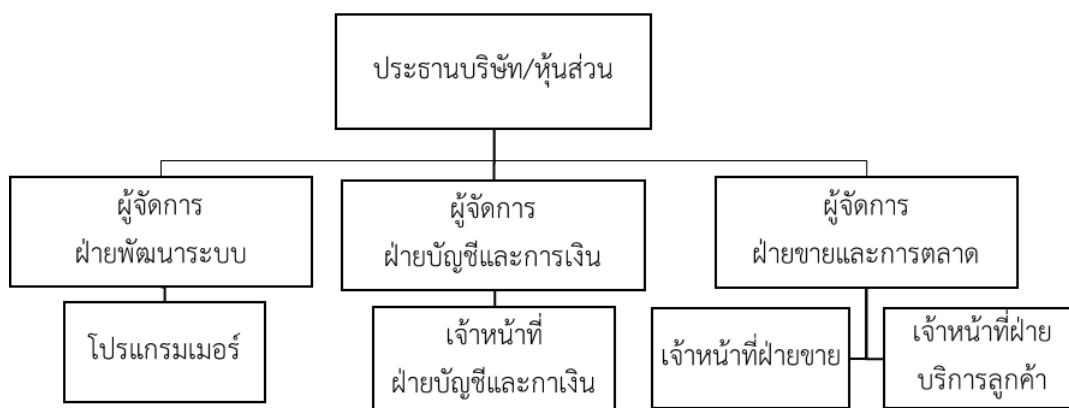 ประธานบริษัท/หุ้นส่วน
ผู้จัดการ
ฝ่ายพัฒนาระบบ
ผู้จัดการ
ฝ่ายบัญชีและการเงิน
ผู้จัดการ
ฝ่ายขายและการตลาด
โปรแกรมเมอร์
เจ้าหน้าที่
ฝ่ายบัญชีและกาเงิน
เจ้าหน้าที่ฝ่ายขาย
เจ้าหน้าที่ฝ่าย
บริการลูกค้า